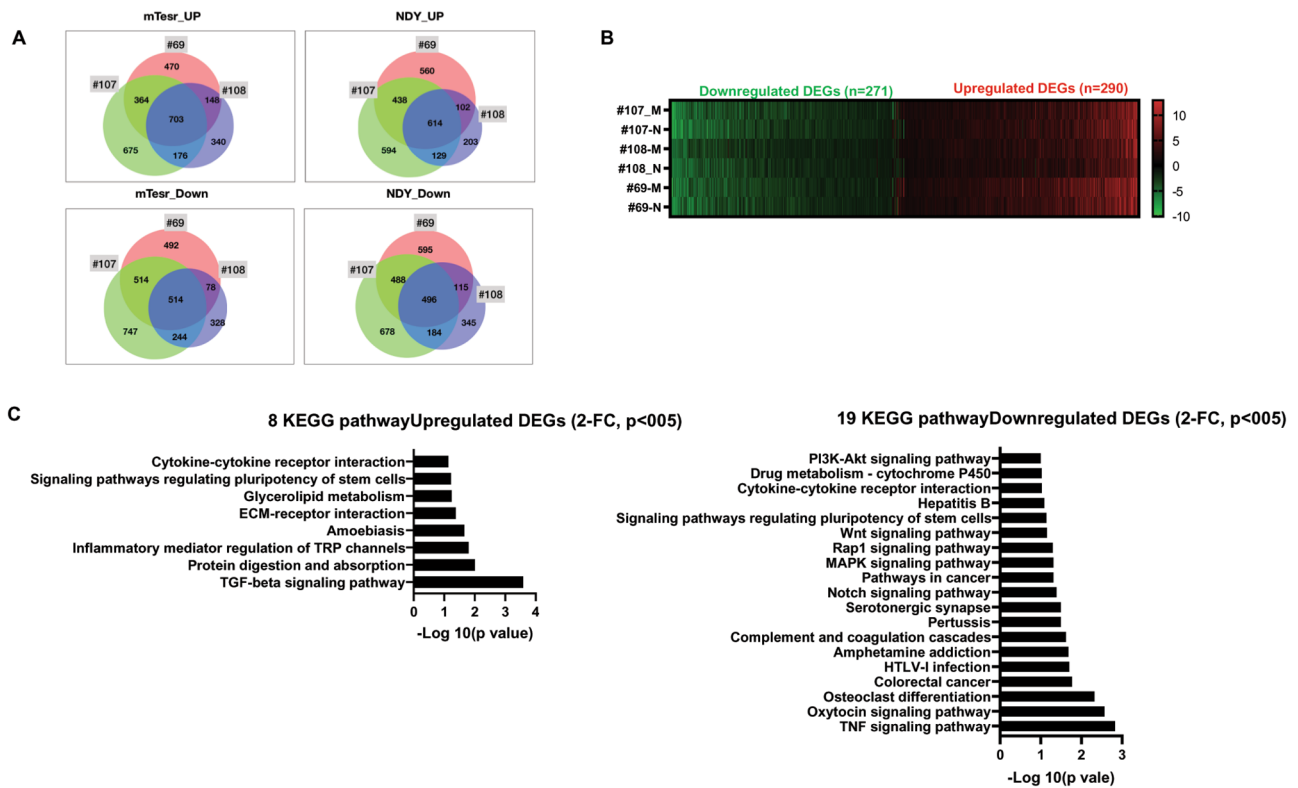 A
mTesr_UP
#69
470
#107
#108
364
148
703
675
176
340
NDY_UP
#69
560
#107
#108
438
102
614
594
129
203
mTesr_Down
#69
492
#107
#108
514
78
514
747
244
328
NDY_Down
#69
595
#107
#108
488
115
496
678
184
345
B
Downregulated DEGs (n=271)
Upregulated DEGs (n=290)
#107_M
#107-N
#108-M
#108_N
#69-M
#69-N
10
5
0
-5
-10
C
8 KEGG pathwayUpregulated DEGs (2-FC, p<005)
Cytokine-cytokine receptor interaction
Signaling pathways regulating pluripotency of stem cells
Glycerolipid metabolism
ECM-receptor interaction
Amoebiasis
Inflammatory mediator regulation of TRP channels
Protein digestion and absorption
TGF-beta signaling pathway
0 1 2 3 4
-Log 10(p value)
19 KEGG pathwayDownregulated DEGs (2-FC, p<005)
PI3K-Akt signaling pathway
Drug metabolism - cytochrome P450
Cytokine-cytokine receptor interaction
Hepatitis B
Signaling pathways regulating pluripotency of stem cells
Wnt signaling pathway
Rap1 signaling pathway
MAPK signaling pathway
Pathways in cancer
Notch signaling pathway
Serotonergic synapse
Pertussis
Complement and coagulation cascades
Amphetamine addiction
HTLV-I infection
Colorectal cancer
Osteoclast differentiation
Oxytocin signaling pathway
TNF signaling pathway
0 1 2 3
-Log 10(p vale)